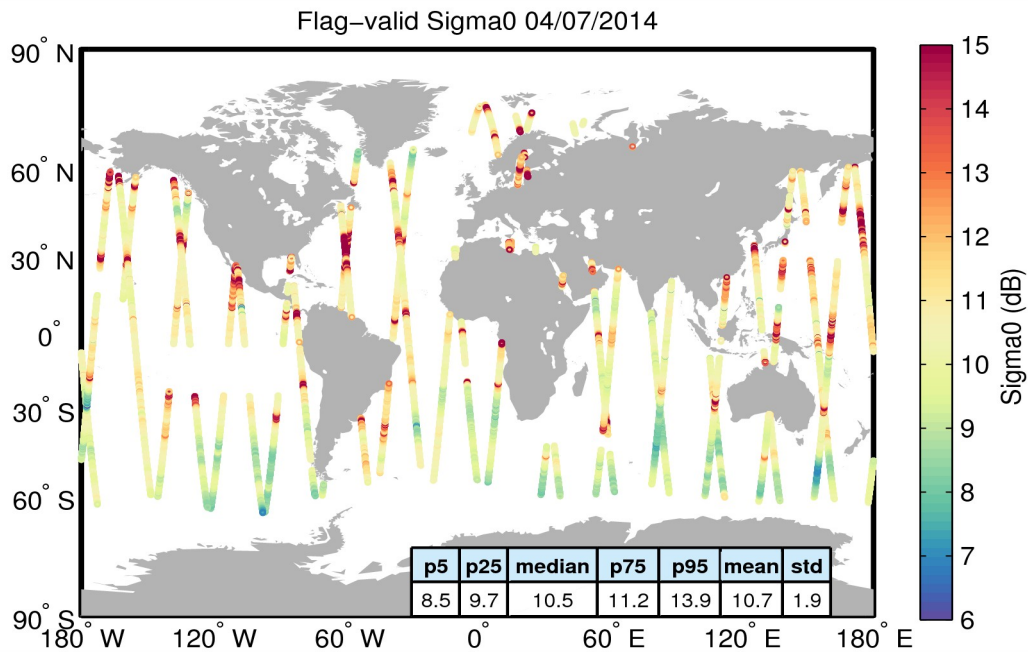 Flag−valid Sigma0 04/07/2014
90° N
60° N
30° N
0°
30° S
60° S
90° S
180° W
120° W
60° W
0°
60° E
120° E
180° E
p5 p25 median p75 p95 mean std
8.5 9.7 10.5 11.2 13.9 10.7 1.9
15
14
13
12
11
10
9
8
7
6
Sigma0 (dB)